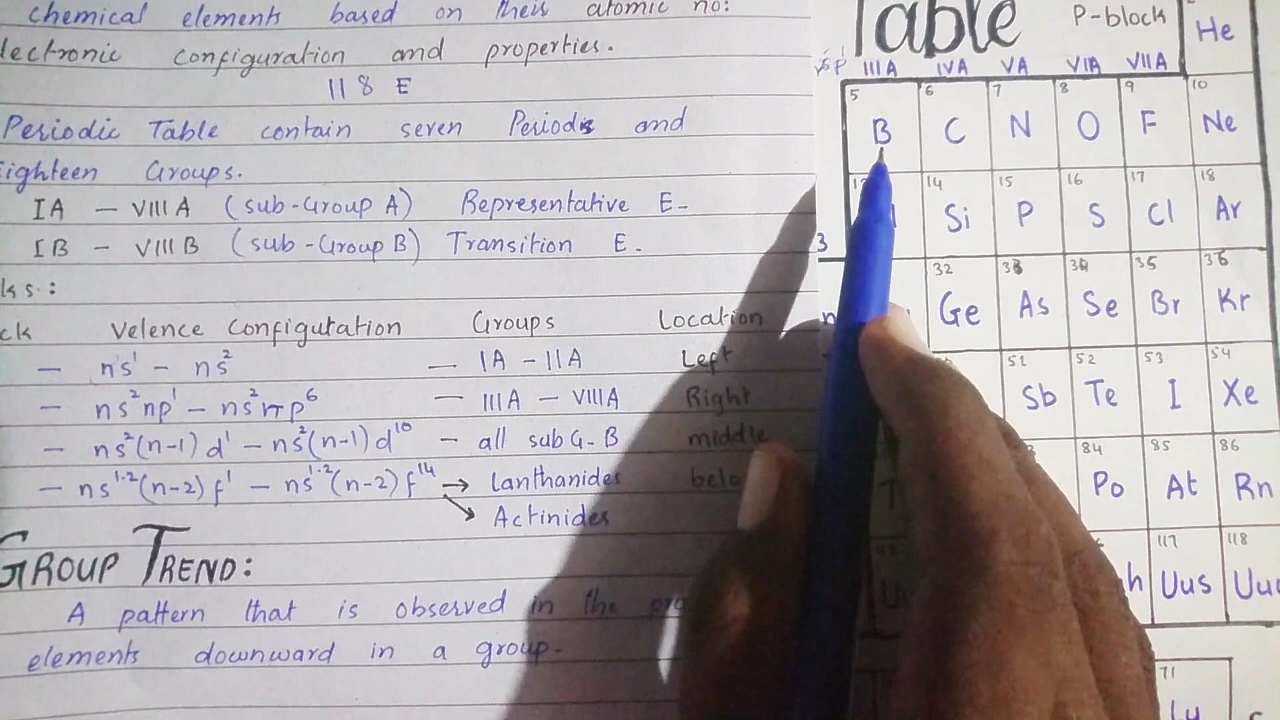 chemical elements based on their atomic no:
lectronic configuration and properties.
118 E
Periodic Table contain seven Periods and
Eighteen Groups.
IA — VIIIA (sub-Group A) Representative E-
IB — VIIIB (sub-Group B) Transition E.
ks:
ck Velence Configutation Groups Location
— ns¹ - ns² — IA - IIA Left
— ns²np¹ - ns²np⁶ — IIIA — VIIIA Right
— ns²(n-1)d¹ - ns²(n-1)d¹⁰ - all sub G-B middle
— ns¹⁻²(n-2)f¹ - ns¹⁻²(n-2)f¹⁴ → Lanthanides
→ Actinides
GROUP TREND:
A pattern that is observed in the
elements downward in a group.
Table P-block
IIIA IVA VA VIA VIIA
He
5 6 7 8 9 10
B C N O F Ne
14 15 16 17 18
Si P S Cl Ar
3
32 33 34 35 36
Ge As Se Br Kr
51 52 53 54
Sb Te I Xe
84 85 86
Po At Rn
117 118
h Uus Uu
71
Lu